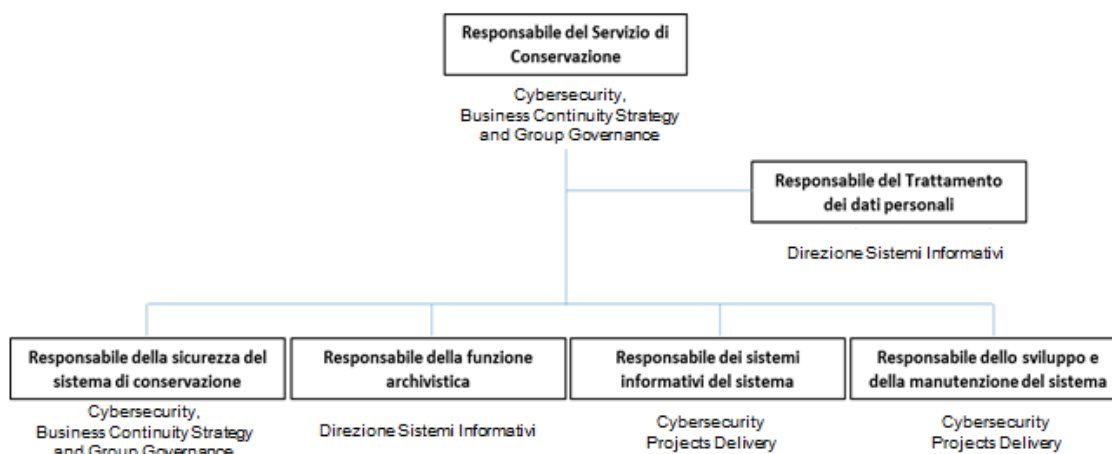 Responsabile del Servizio di
Conservazione
Cybersecurity,
Business Continuity Strategy
and Group Governance
Responsabile del Trattamento
dei dati personali
Direzione Sistemi Informativi
Responsabile della sicurezza del
sistema di conservazione
Cybersecurity,
Business Continuity Strategy
and Group Governance
Responsabile della funzione
archivistica
Direzione Sistemi Informativi
Responsabile dei sistemi
informativi del sistema
Cybersecurity
Projects Delivery
Responsabile dello sviluppo e
della manutenzione del sistema
Cybersecurity
Projects Delivery